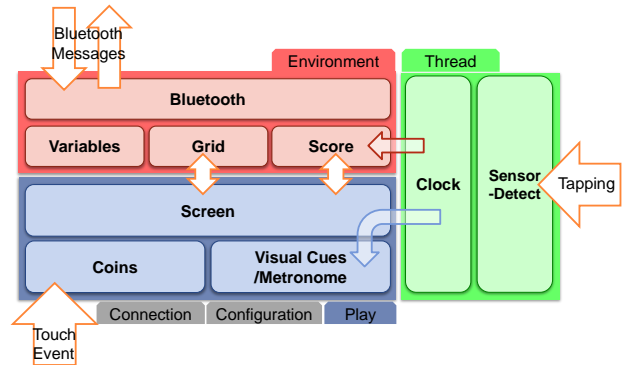 Bluetooth
Messages
Environment
Thread
Bluetooth
Variables
Grid
Score
Clock
Sensor
-Detect
Tapping
Screen
Coins
Visual Cues
/Metronome
Connection
Configuration
Play
Touch
Event